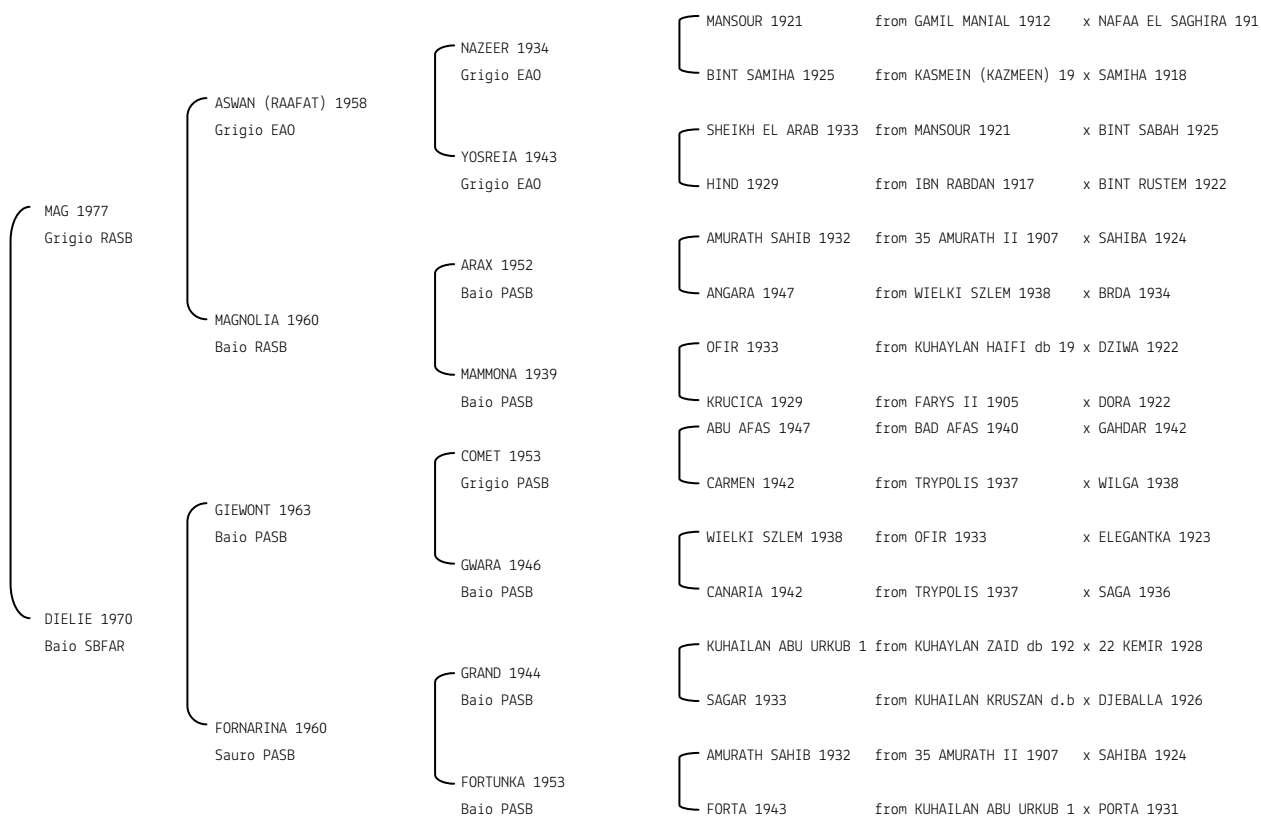 MANSOUR 1921 from GAMIL MANIAL 1912 x NAFAA EL SAGHIRA 191
NAZEER 1934
Grigio EAO BINT SAMIHA 1925 from KASMEIN (KAZMEEN) 19 x SAMIHA 1918
ASWAN (RAAFAT) 1958
Grigio EAO SHEIKH EL ARAB 1933 from MANSOUR 1921 x BINT SABAH 1925
YOSREIA 1943
Grigio EAO HIND 1929 from IBN RABDAN 1917 x BINT RUSTEM 1922
MAG 1977
Grigio RASB AMURATH SAHIB 1932 from 35 AMURATH II 1907 x SAHIBA 1924
ARAX 1952
Baio PASB ANGARA 1947 from WIELKI SZLEM 1938 x BRDA 1934
MAGNOLIA 1960
Baio RASB OFIR 1933 from KUHAYLAN HAIFI db 19 x DZIWA 1922
MAMMONA 1939
Baio PASB KRUCICA 1929 from FARYS II 1905 x DORA 1922
ABU AFAS 1947 from BAD AFAS 1940 x GAHDAR 1942
COMET 1953
Grigio PASB CARMEN 1942 from TRYPOLIS 1937 x WILGA 1938
GIEWONT 1963
Baio PASB WIELKI SZLEM 1938 from OFIR 1933 x ELEGANTKA 1923
GWARA 1946
Baio PASB CANARIA 1942 from TRYPOLIS 1937 x SAGA 1936
DIELIE 1970
Baio SBFAR KUHAILAN ABU URKUB 1 from KUHAYLAN ZAID db 192 x 22 KEMIR 1928
GRAND 1944
Baio PASB SAGAR 1933 from KUHAILAN KRUSZAN d.b x DJEBALLA 1926
FORNARINA 1960
Sauro PASB AMURATH SAHIB 1932 from 35 AMURATH II 1907 x SAHIBA 1924
FORTUNKA 1953
Baio PASB FORTA 1943 from KUHAILAN ABU URKUB 1 x PORTA 1931